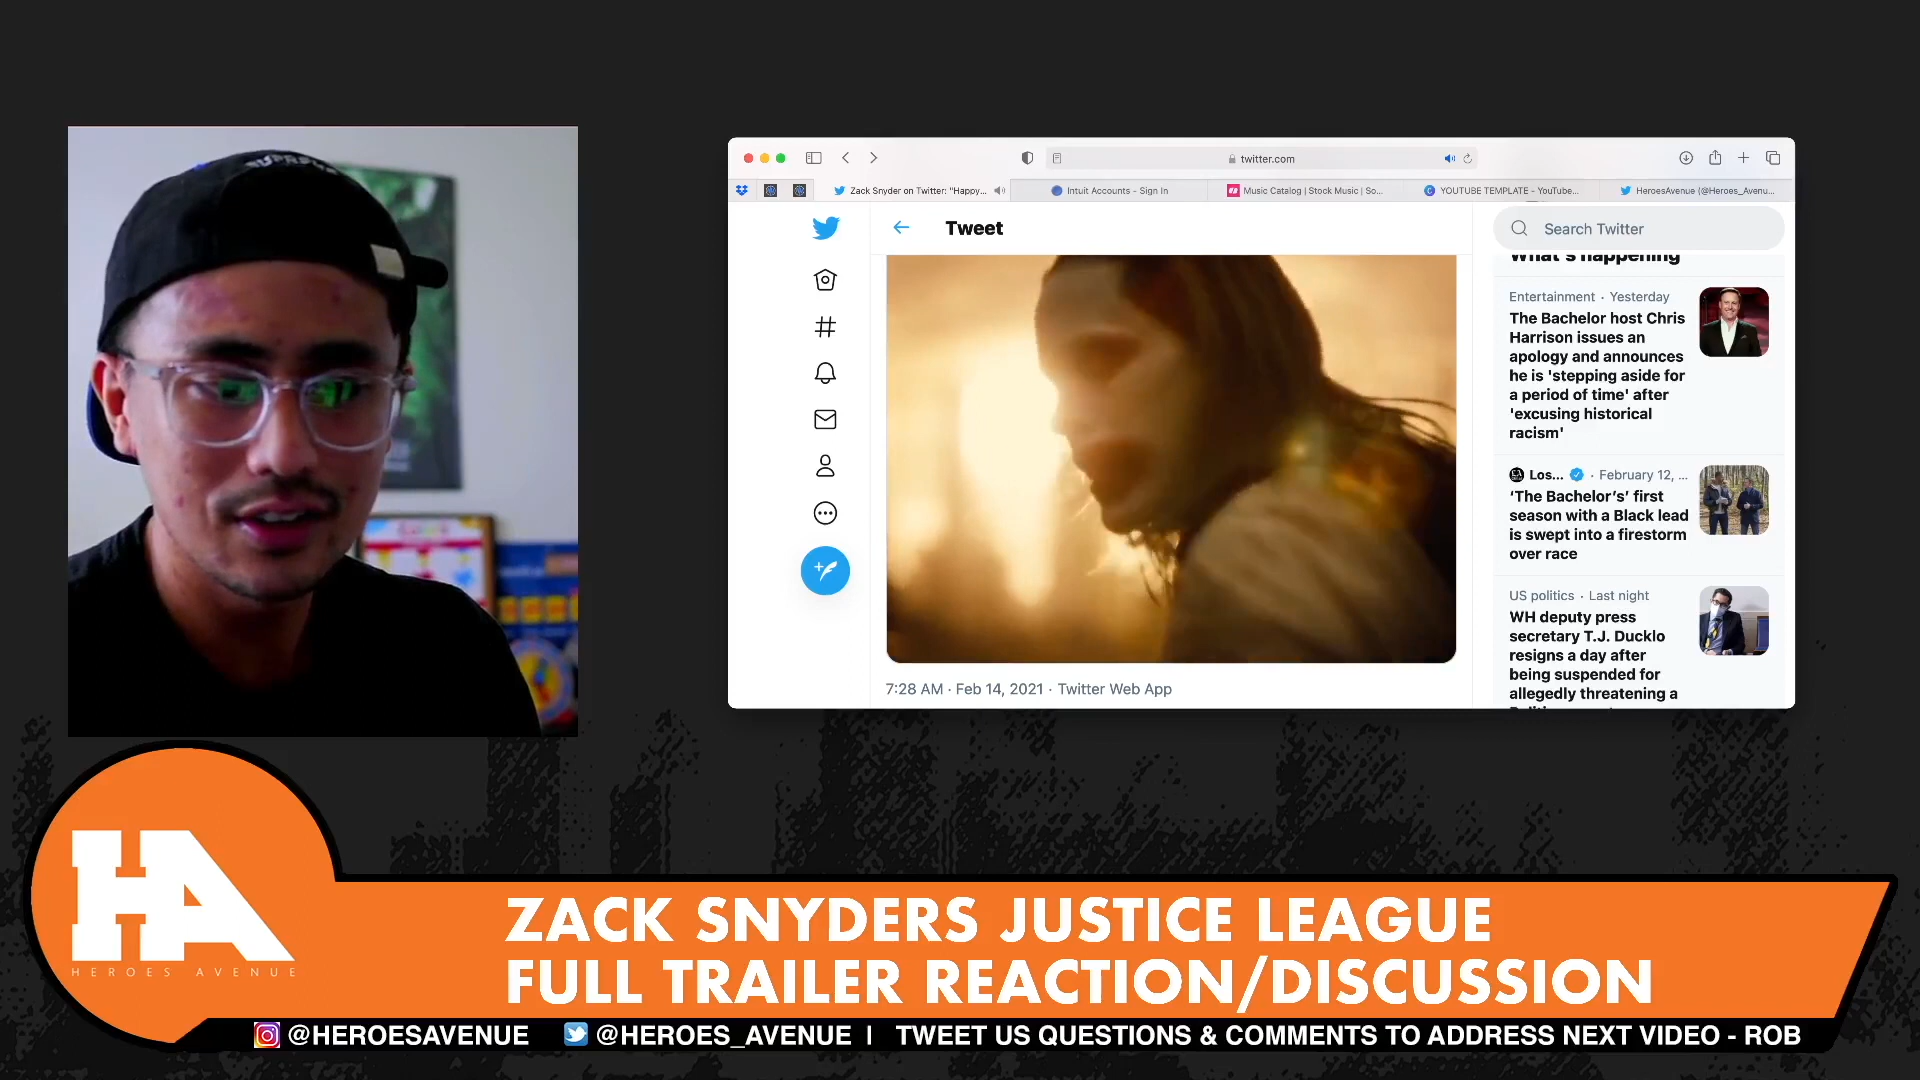 twitter.com
Zack Snyder on Twitter: "Happy...
Intuit Accounts - Sign In
Music Catalog | Stock Music | So...
YOUTUBE TEMPLATE - YouTube...
HeroesAvenue (@Heroes_Avenu...
Tweet
Search Twitter
What's happening
Entertainment · Yesterday
The Bachelor host Chris
Harrison issues an
apology and announces
he is 'stepping aside for
a period of time' after
'excusing historical
racism'
Los... · February 12, ...
‘The Bachelor’s’ first
season with a Black lead
is swept into a firestorm
over race
US politics · Last night
WH deputy press
secretary T.J. Ducklo
resigns a day after
being suspended for
allegedly threatening a
7:28 AM · Feb 14, 2021 · Twitter Web App
HA
HEROES AVENUE
ZACK SNYDERS JUSTICE LEAGUE
FULL TRAILER REACTION/DISCUSSION
@HEROESAVENUE @HEROES_AVENUE | TWEET US QUESTIONS & COMMENTS TO ADDRESS NEXT VIDEO - ROB